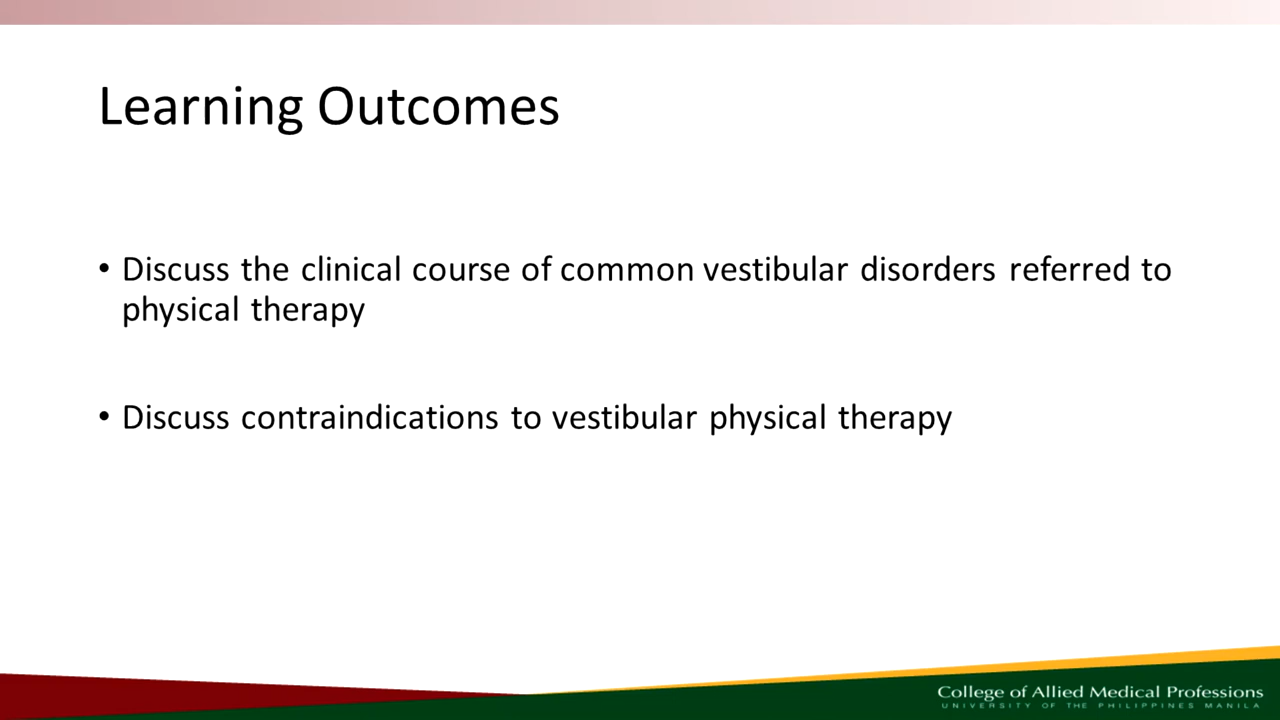 Learning Outcomes
• Discuss the clinical course of common vestibular disorders referred to
physical therapy
• Discuss contraindications to vestibular physical therapy
College of Allied Medical Professions
UNIVERSITY OF THE PHILIPPINES MANILA